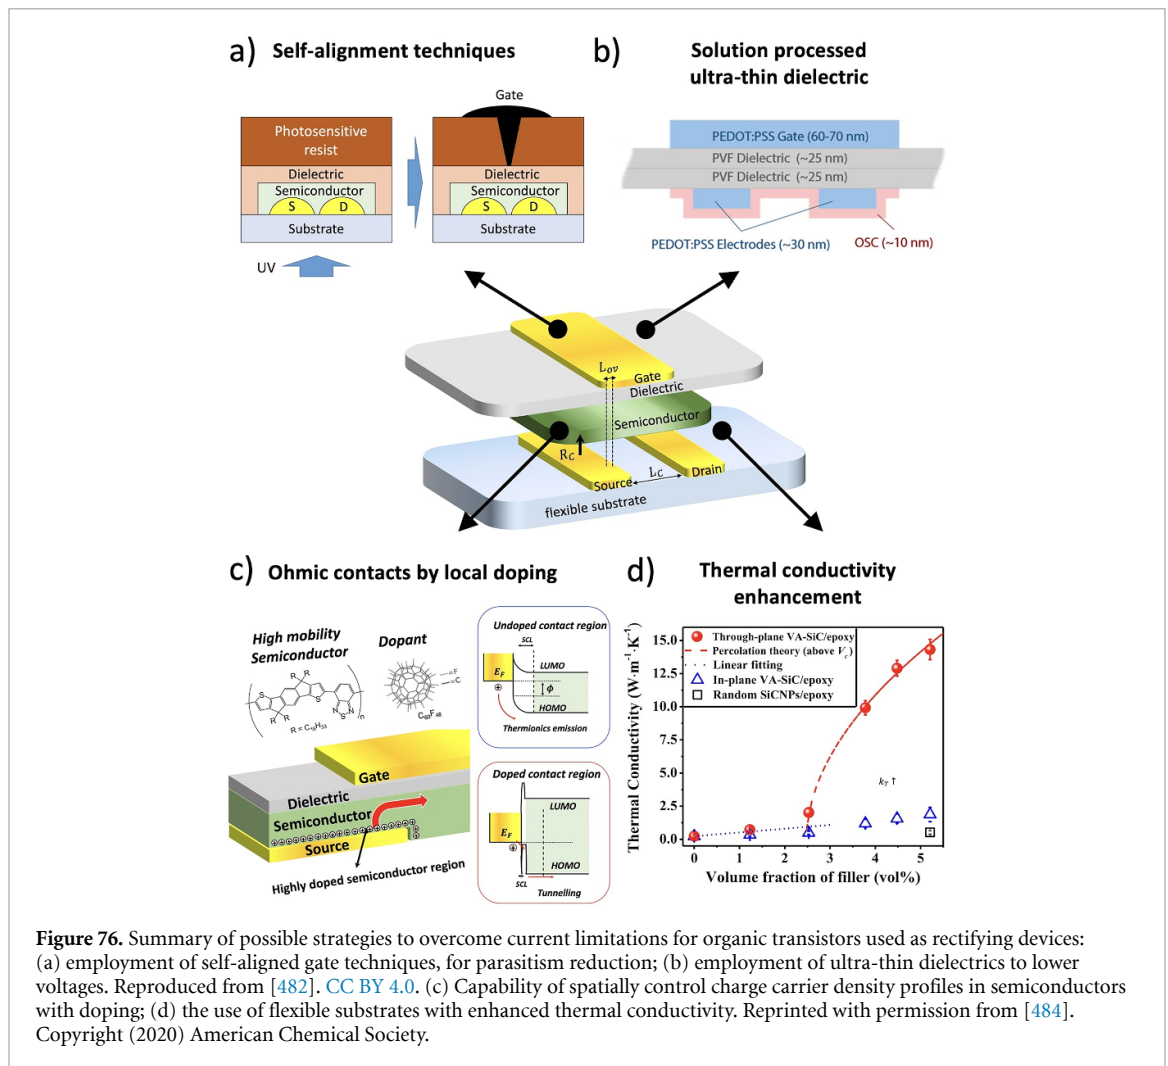 a) Self-alignment techniques
Gate
Photosensitive
resist
Dielectric
Semiconductor
S D
Substrate
Dielectric
Semiconductor
S D
Substrate
UV
b) Solution processed
ultra-thin dielectric
PEDOT:PSS Gate (60-70 nm)
PVF Dielectric (~25 nm)
PVF Dielectric (~25 nm)
PEDOT:PSS Electrodes (~30 nm)
OSC (~10 nm)
L_ov
Gate
Dielectric
Semiconductor
R_C
L_C
Source
Drain
flexible substrate
c) Ohmic contacts by local doping
High mobility
Semiconductor
Dopant
S
S
R R
R R
N S N
n
R = C₁₆H₃₃
F
C
C₆₀F₄₈
Gate
Dielectric
Semiconductor
Source
Highly doped semiconductor region
Undoped contact region
SCL
LUMO
E_F
ϕ
HOMO
Thermionics emission
Doped contact region
LUMO
E_F
HOMO
SCL
Tunnelling
d) Thermal conductivity
enhancement
Thermal Conductivity (W·m⁻¹·K⁻¹)
15.0
12.5
10.0
7.5
5.0
2.5
0.0
Through-plane VA-SiC/epoxy
Percolation theory (above V_c)
Linear fitting
In-plane VA-SiC/epoxy
Random SiCNPs/epoxy
k_T ↑
0 1 2 3 4 5
Volume fraction of filler (vol%)
Figure 76. Summary of possible strategies to overcome current limitations for organic transistors used as rectifying devices:
(a) employment of self-aligned gate techniques, for parasitism reduction; (b) employment of ultra-thin dielectrics to lower
voltages. Reproduced from [482]. CC BY 4.0. (c) Capability of spatially control charge carrier density profiles in semiconductors
with doping; (d) the use of flexible substrates with enhanced thermal conductivity. Reprinted with permission from [484].
Copyright (2020) American Chemical Society.